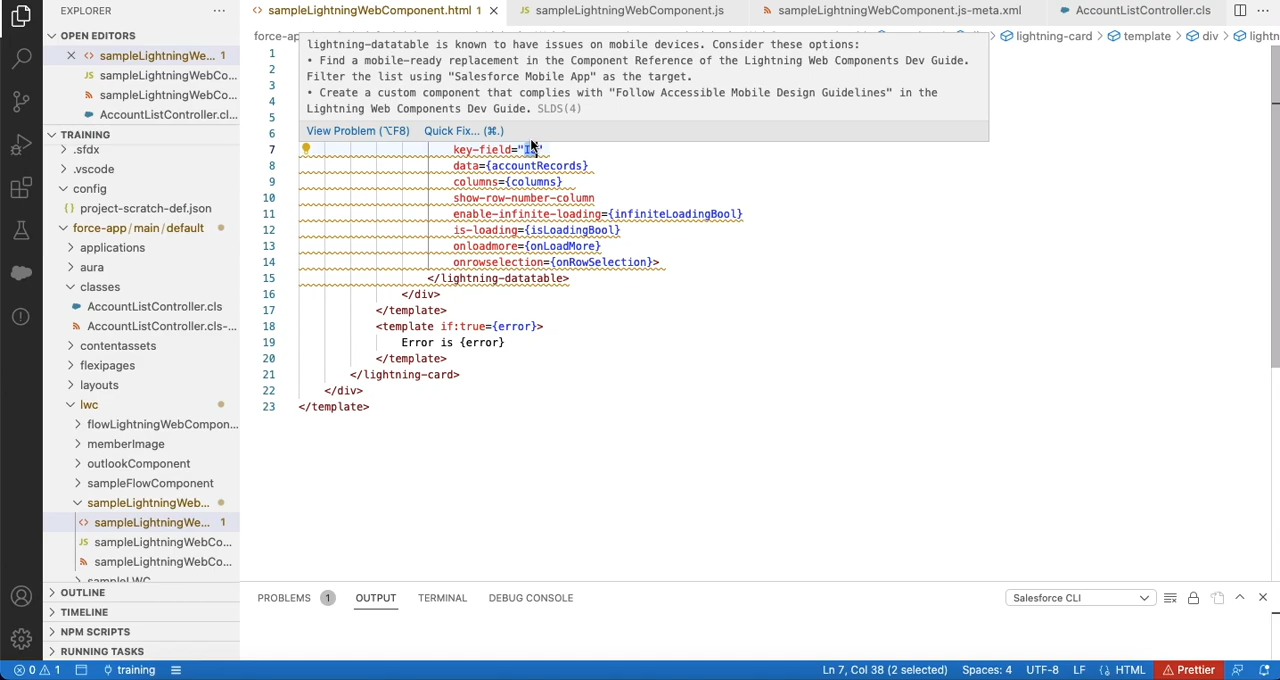 EXPLORER
···
OPEN EDITORS
sampleLightningWe... 1
sampleLightningWebCo...
sampleLightningWebCo...
AccountListController.cl...
TRAINING
.sfdx
.vscode
config
project-scratch-def.json
force-app/main/default
applications
aura
classes
AccountListController.cls
AccountListController.cls-...
contentassets
flexipages
layouts
lwc
flowLightningWebCompon...
memberImage
outlookComponent
sampleFlowComponent
sampleLightningWeb...
sampleLightningWe... 1
JS sampleLightningWebCo...
sampleLightningWebCo...
sampleLWC
OUTLINE
TIMELINE
NPM SCRIPTS
RUNNING TASKS
sampleLightningWebComponent.html 1
JS sampleLightningWebComponent.js
sampleLightningWebComponent.js-meta.xml
AccountListController.cls
force-ap
lightning-card > template > div > lightn
lightning-datatable is known to have issues on mobile devices. Consider these options:
• Find a mobile-ready replacement in the Component Reference of the Lightning Web Components Dev Guide.
Filter the list using "Salesforce Mobile App" as the target.
• Create a custom component that complies with "Follow Accessible Mobile Design Guidelines" in the
Lightning Web Components Dev Guide. SLDS(4)
View Problem (⌥F8) Quick Fix... (⌘.)
1
2
3
4
5
6
7 key-field="
8 data={accountRecords}
9 columns={columns}
10 show-row-number-column
11 enable-infinite-loading={infiniteLoadingBool}
12 is-loading={isLoadingBool}
13 onloadmore={onLoadMore}
14 onrowselection={onRowSelection}>
15 </lightning-datatable>
16 </div>
17 </template>
18 <template if:true={error}>
19 Error is {error}
20 </template>
21 </lightning-card>
22 </div>
23 </template>
PROBLEMS 1 OUTPUT TERMINAL DEBUG CONSOLE
Salesforce CLI
0 1 training
Ln 7, Col 38 (2 selected) Spaces: 4 UTF-8 LF HTML Prettier